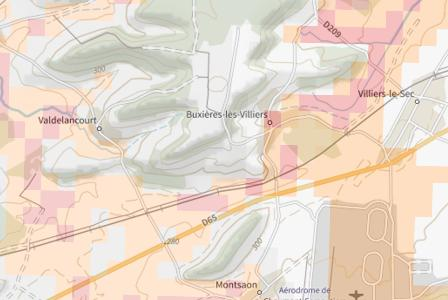 D209
300
Villiers-le-Sec
Valdelancourt
Buxières-lès-Villiers
D65
280
300
Montsaon
Aérodrome de